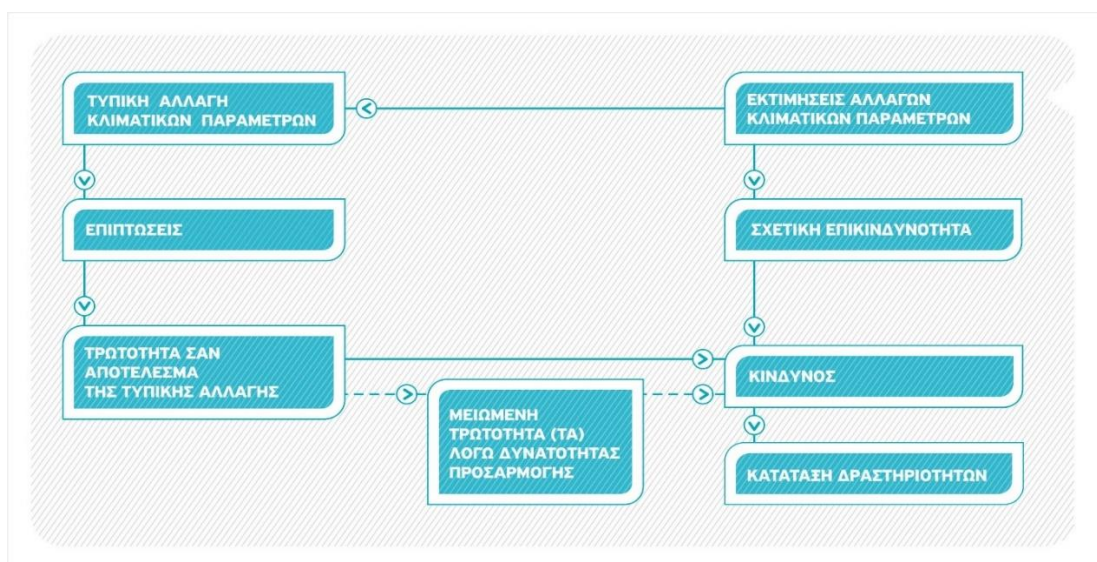 ΤΥΠΙΚΗ ΑΛΛΑΓΗ
ΚΛΙΜΑΤΙΚΩΝ ΠΑΡΑΜΕΤΡΩΝ
ΕΚΤΙΜΗΣΕΙΣ ΑΛΛΑΓΩΝ
ΚΛΙΜΑΤΙΚΩΝ ΠΑΡΑΜΕΤΡΩΝ
ΕΠΙΠΤΩΣΕΙΣ
ΣΧΕΤΙΚΗ ΕΠΙΚΙΝΔΥΝΟΤΗΤΑ
ΤΡΩΤΟΤΗΤΑ ΣΑΝ
ΑΠΟΤΕΛΕΣΜΑ
ΤΗΣ ΤΥΠΙΚΗΣ ΑΛΛΑΓΗΣ
ΚΙΝΔΥΝΟΣ
ΜΕΙΩΜΕΝΗ
ΤΡΩΤΟΤΗΤΑ (ΤΑ)
ΛΟΓΩ ΔΥΝΑΤΟΤΗΤΑΣ
ΠΡΟΣΑΡΜΟΓΗΣ
ΚΑΤΑΤΑΞΗ ΔΡΑΣΤΗΡΙΟΤΗΤΩΝ